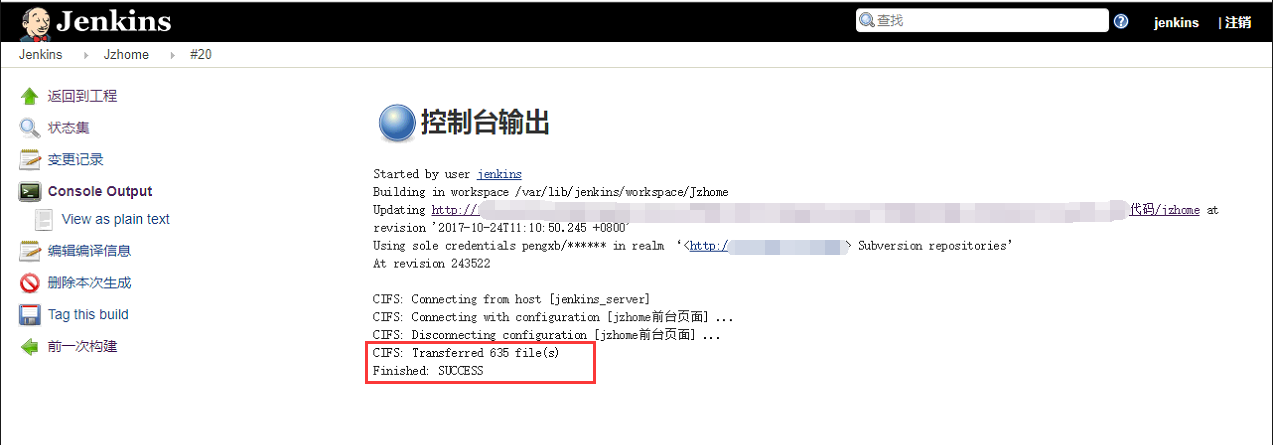 Jenkins
查找
jenkins | 注销
Jenkins Jzhome #20
返回到工程
状态集
变更记录
Console Output
View as plain text
编辑编译信息
删除本次生成
Tag this build
前一次构建
控制台输出
Started by user jenkins
Building in workspace /var/lib/jenkins/workspace/Jzhome
Updating http:// 代码/jzhome at
revision '2017-10-24T11:10:50.245 +0800'
Using sole credentials pengxb/****** in realm ‘<http:/ > Subversion repositories’
At revision 243522
CIFS: Connecting from host [jenkins_server]
CIFS: Connecting with configuration [jzhome前台页面] ...
CIFS: Disconnecting configuration [jzhome前台页面] ...
CIFS: Transferred 635 file(s)
Finished: SUCCESS